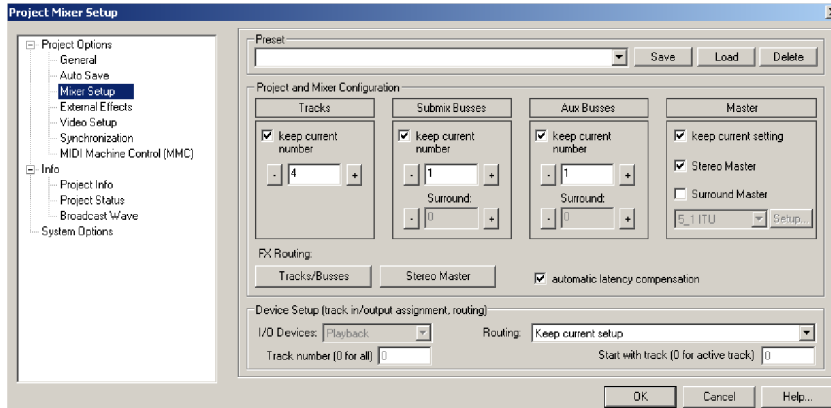 Project Mixer Setup
Project Options
General
Auto Save
Mixer Setup
External Effects
Video Setup
Synchronization
MIDI Machine Control (MMC)
Info
Project Info
Project Status
Broadcast Wave
System Options
Preset
Save Load Delete
Project and Mixer Configuration
Tracks Submix Busses Aux Busses Master
keep current number
- 4 +
keep current number
- 1 +
Surround:
- 0 +
keep current number
- 1 +
Surround:
- 0 +
keep current setting
Stereo Master
Surround Master
5_1 ITU Setup...
FX Routing:
Tracks/Busses Stereo Master automatic latency compensation
Device Setup (track in/output assignment, routing)
I/O Devices: Playback Routing: Keep current setup
Track number (0 for all) 0 Start with track (0 for active track) 0
OK Cancel Help...